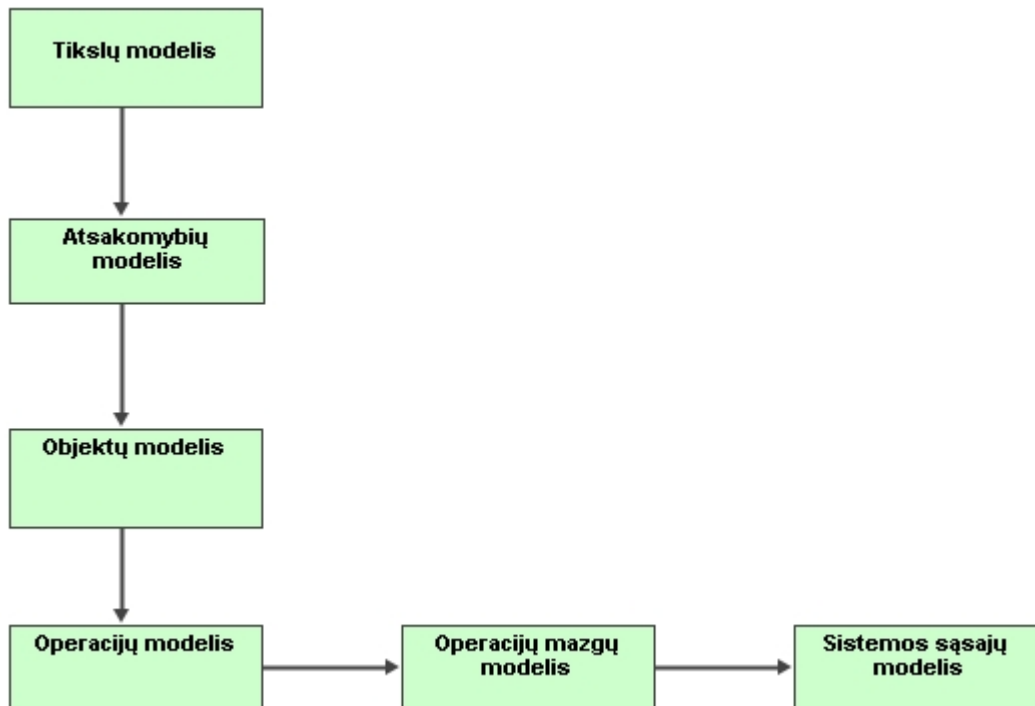 Tikslų modelis
Atsakomybių
modelis
Objektų modelis
Operacijų modelis
Operacijų mazgų
modelis
Sistemos sąsajų
modelis